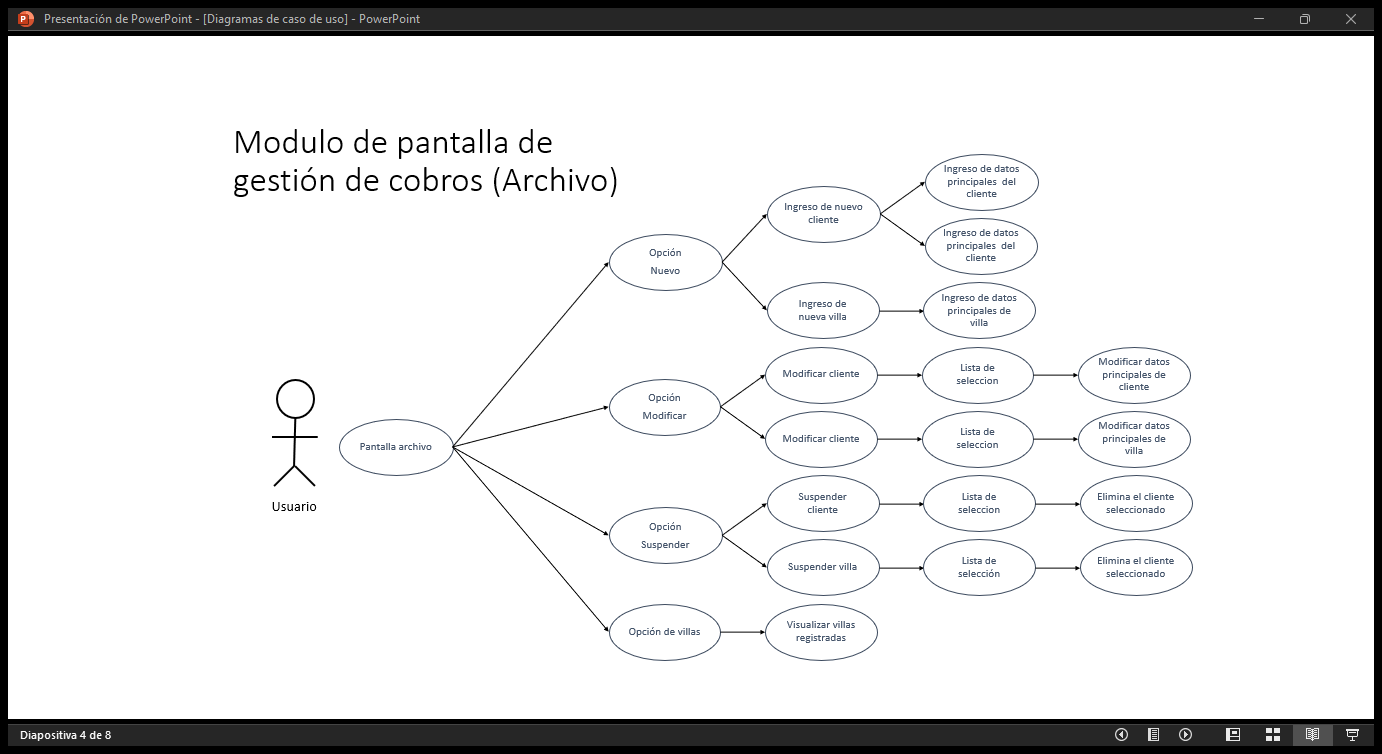 Presentación de PowerPoint - [Diagramas de caso de uso] - PowerPoint
Modulo de pantalla de
gestión de cobros (Archivo)
Usuario
Pantalla archivo
Opción
Nuevo
Ingreso de nuevo
cliente
Ingreso de datos
principales  del
cliente
Ingreso de datos
principales  del
cliente
Ingreso de
nueva villa
Ingreso de datos
principales de
villa
Opción
Modificar
Modificar cliente
Lista de
seleccion
Modificar datos
principales de
cliente
Modificar cliente
Lista de
seleccion
Modificar datos
principales de
villa
Opción
Suspender
Suspender
cliente
Lista de
seleccion
Elimina el cliente
seleccionado
Suspender villa
Lista de
selección
Elimina el cliente
seleccionado
Opción de villas
Visualizar villas
registradas
Diapositiva 4 de 8